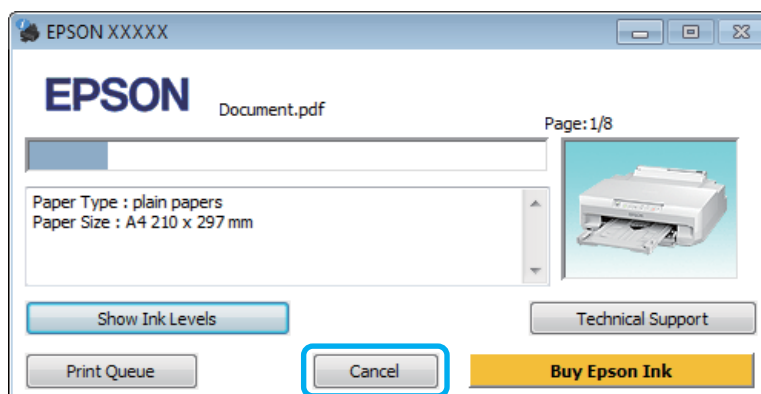 EPSON XXXXX
EPSON
Document.pdf
Page:1/8
Paper Type : plain papers
Paper Size : A4 210 x 297 mm
Show Ink Levels
Technical Support
Print Queue
Cancel
Buy Epson Ink